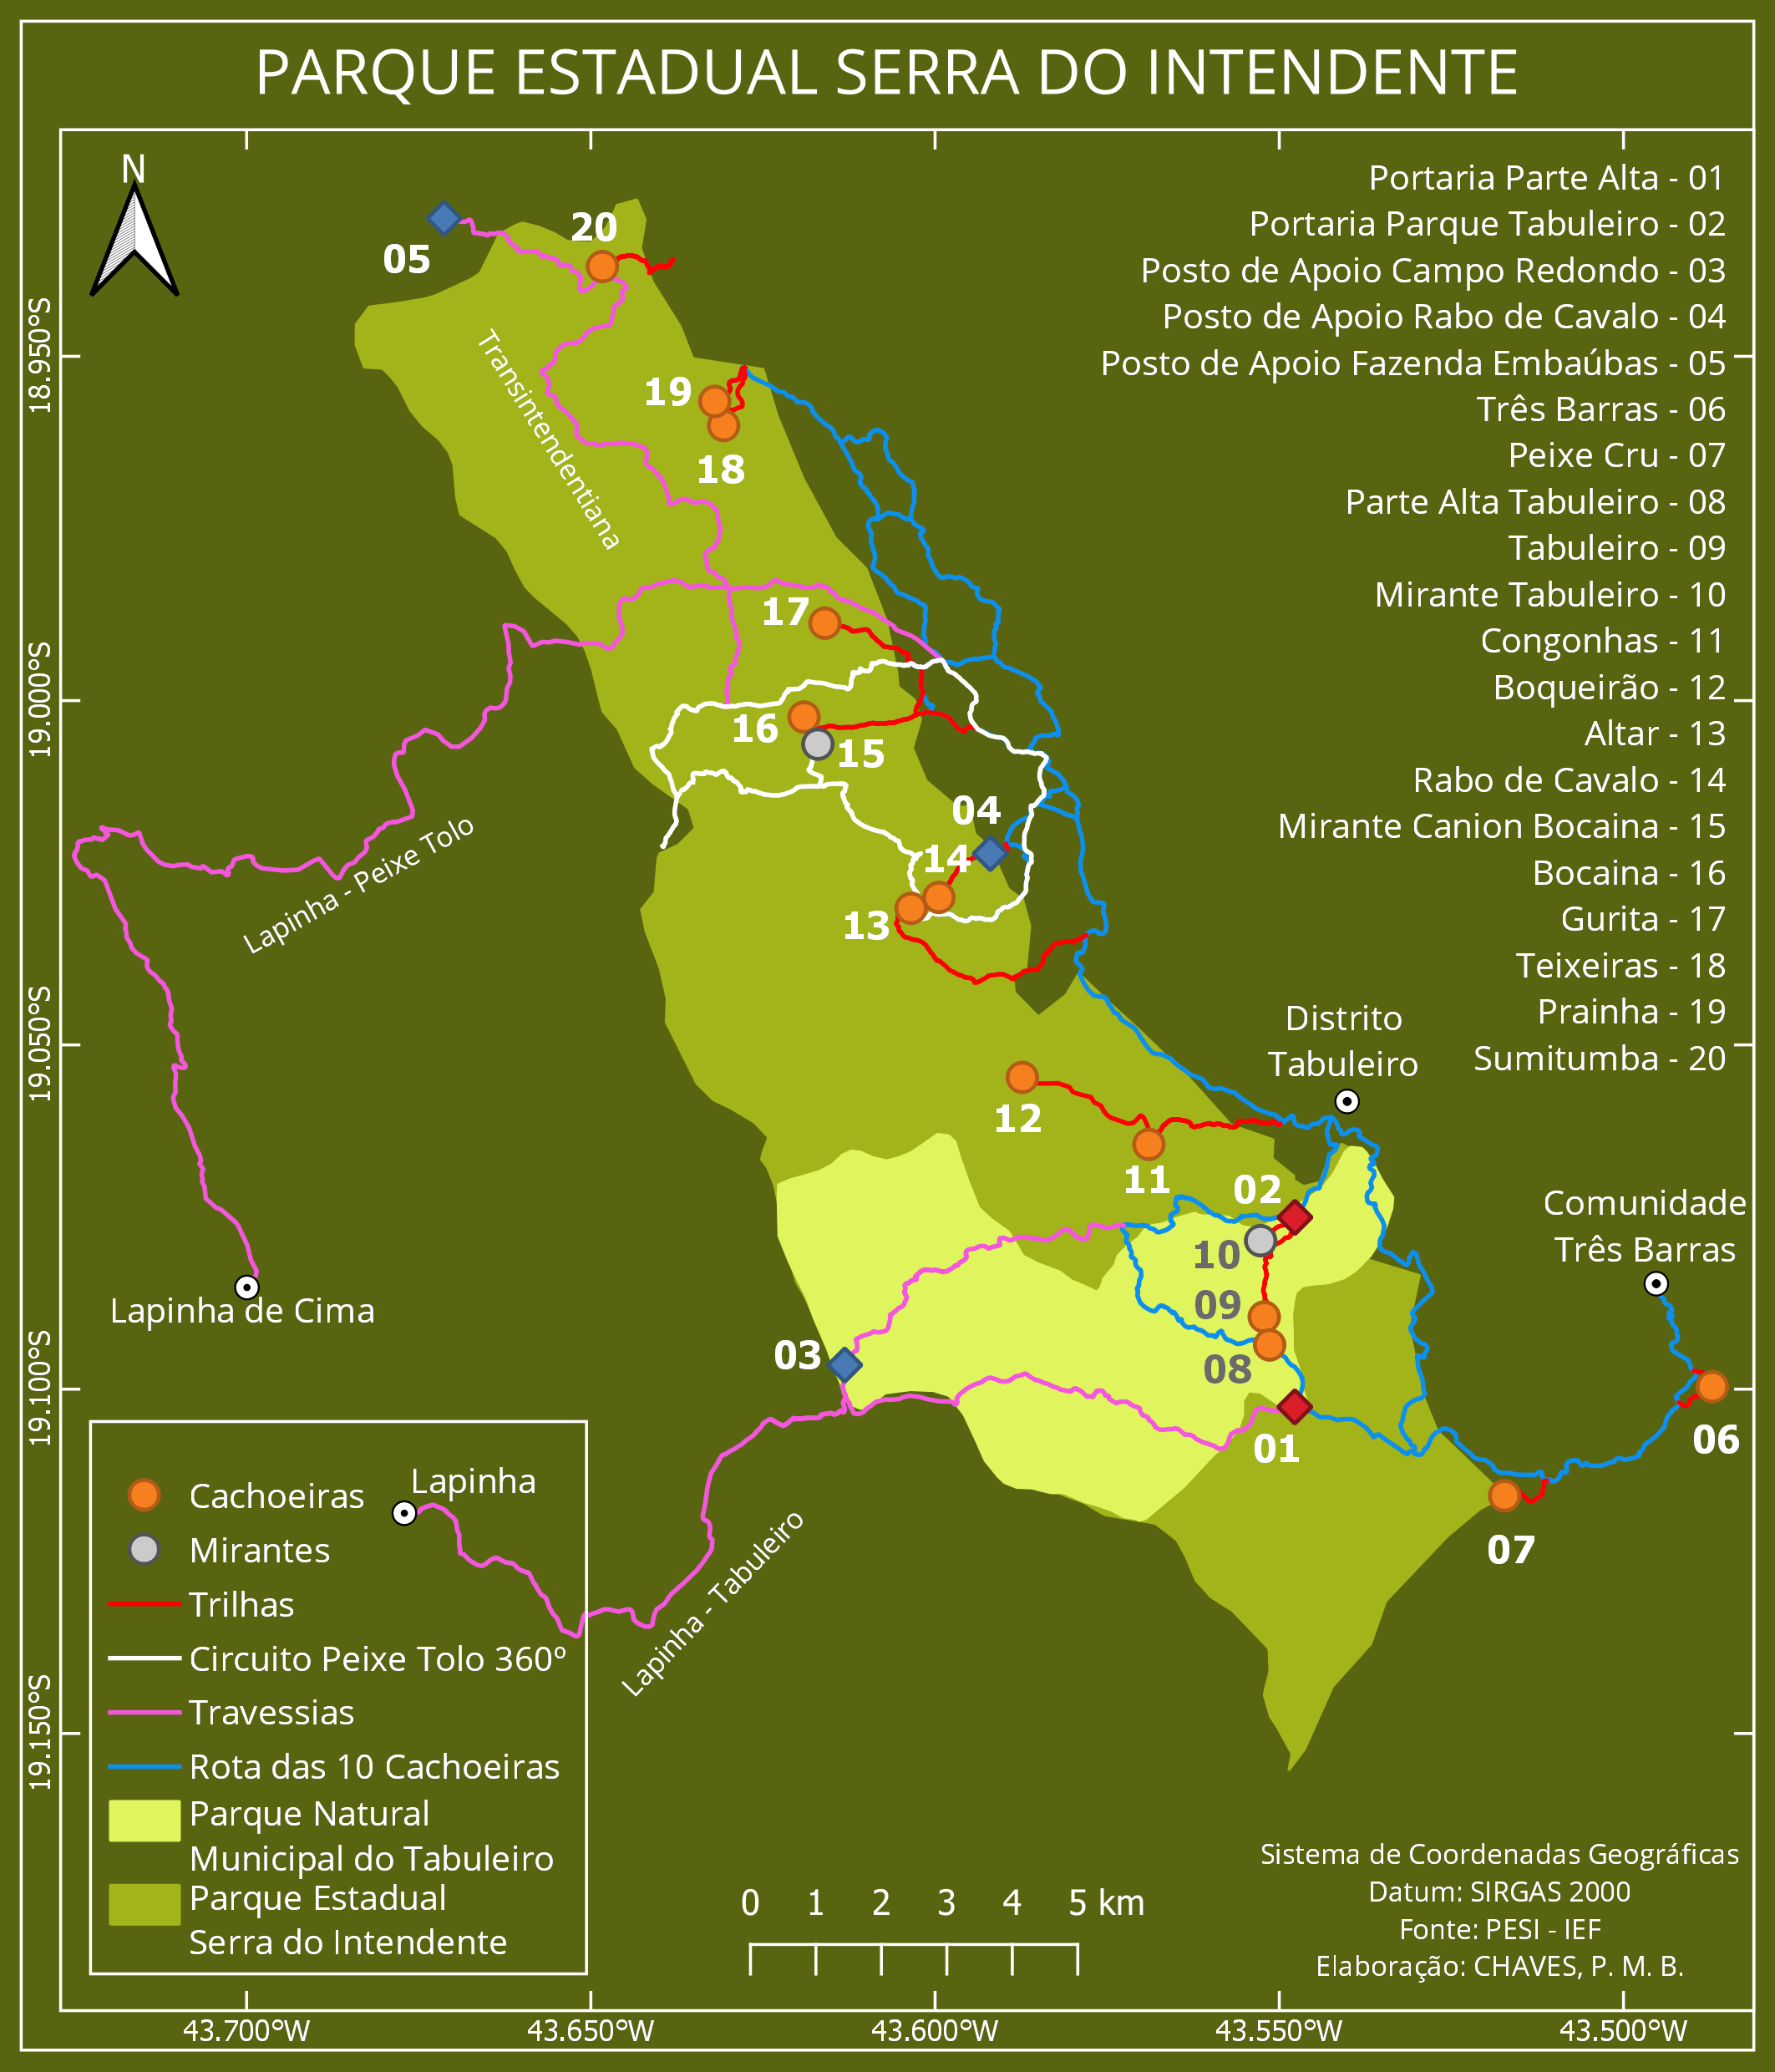 PARQUE ESTADUAL SERRA DO INTENDENTE
N
Portaria Parte Alta - 01
Portaria Parque Tabuleiro - 02
Posto de Apoio Campo Redondo - 03
Posto de Apoio Rabo de Cavalo - 04
Posto de Apoio Fazenda Embaúbas - 05
Três Barras - 06
Peixe Cru - 07
Parte Alta Tabuleiro - 08
Tabuleiro - 09
Mirante Tabuleiro - 10
Congonhas - 11
Boqueirão - 12
Altar - 13
Rabo de Cavalo - 14
Mirante Canion Bocaina - 15
Bocaina - 16
Gurita - 17
Teixeiras - 18
Prainha - 19
Sumitumba - 20
20
05
19
18
Transintendentiana
17
16
15
04
14
13
Lapinha - Peixe Tolo
Distrito
Tabuleiro
12
11
02
Comunidade
Três Barras
10
09
Lapinha de Cima
03
08
01
06
07
Lapinha
Lapinha - Tabuleiro
Cachoeiras
Mirantes
Trilhas
Circuito Peixe Tolo 360º
Travessias
Rota das 10 Cachoeiras
Parque Natural
Municipal do Tabuleiro
Parque Estadual
Serra do Intendente
0 1 2 3 4 5 km
Sistema de Coordenadas Geográficas
Datum: SIRGAS 2000
Fonte: PESI - IEF
Elaboração: CHAVES, P. M. B.
18.950°S
19.000°S
19.050°S
19.100°S
19.150°S
43.700°W 43.650°W 43.600°W 43.550°W 43.500°W